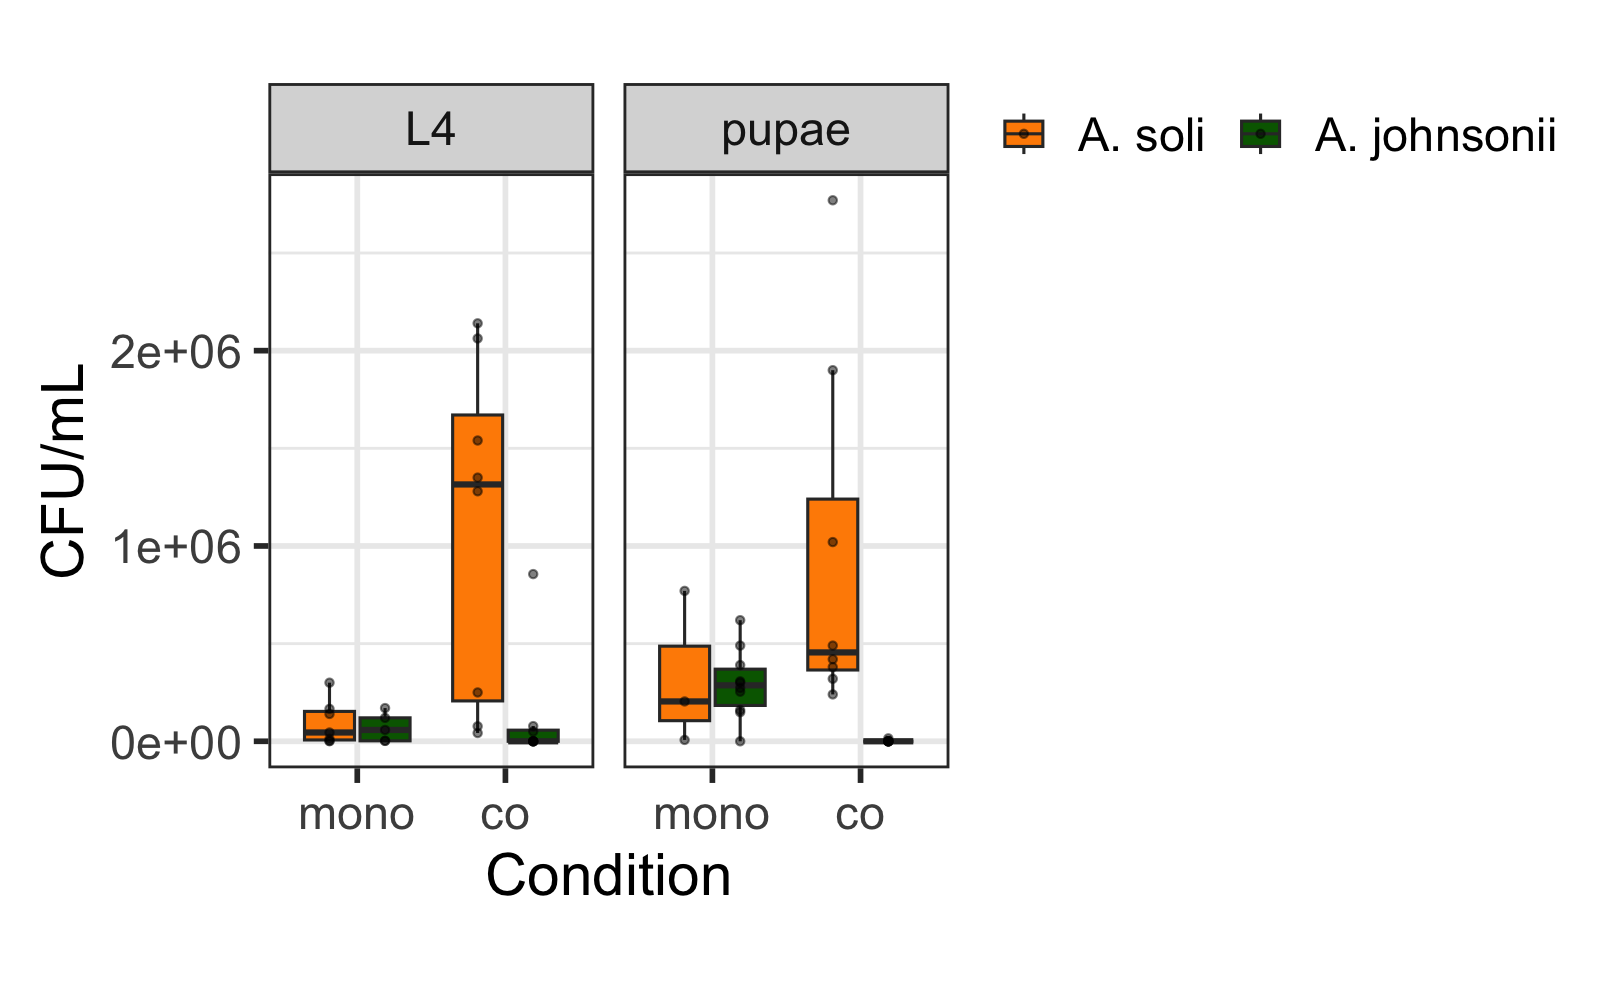 L4
pupae
A. soli
A. johnsonii
CFU/mL
2e+06
1e+06
0e+00
mono
co
mono
co
Condition